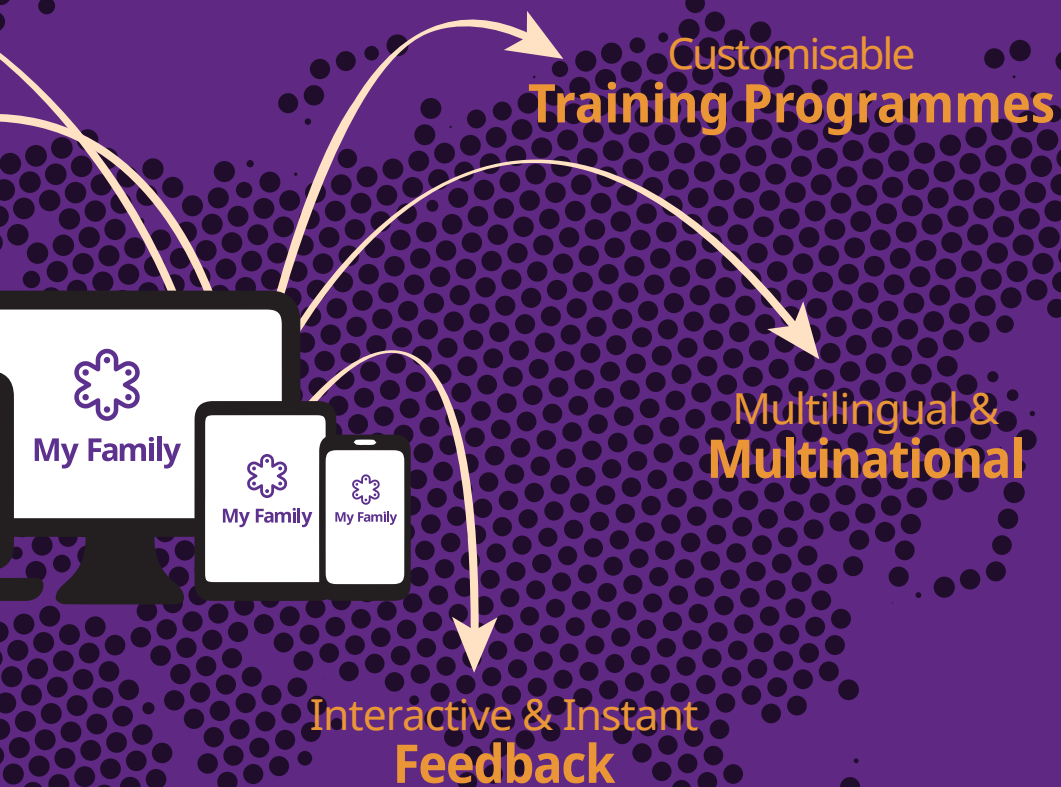 Customisable
Training Programmes
Multilingual &
Multinational
My Family
My Family
My Family
Interactive & Instant
Feedback